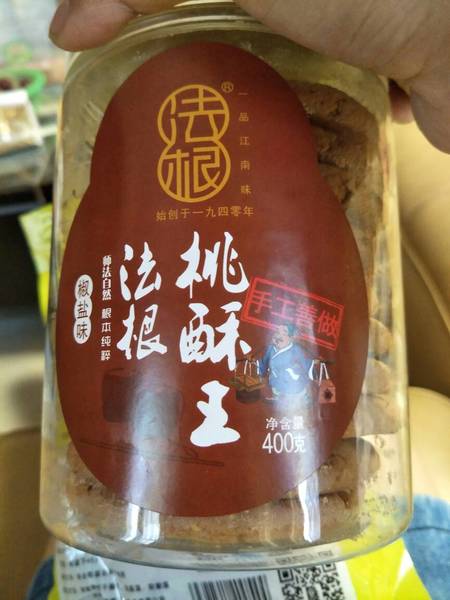 法根®
一品江南味
始创于一九四零年
桃酥王
法根
师法自然 根本纯粹
椒盐味
手工善做
净含量
400克